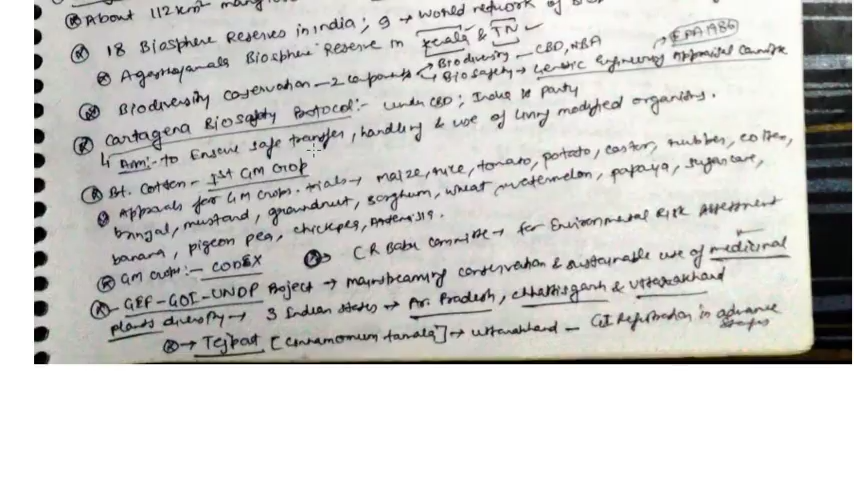 About 112 km²
18 Biosphere Reserves in India; 9 → World network of
Agasthyamala Biosphere Reserve in Kerala & TN
EPA 1986
Biodiversity conservation - 2 components → Biodiversity - CBD, NBA
→ Biosafety → Genetic Engineering Appraisal Committee
Cartagena Biosafety Protocol:- under CBD; India is party
↳ Aim:- to Ensure safe transfer, handling & use of living modified organisms.
Bt. Cotton - 1st GM crop
Approvals for GM crops. trials → maize, rice, tomato, potato, castor, rubber, cotton,
brinjal, mustard, groundnut, sorghum, wheat, watermelon, papaya, sugarcane,
banana, pigeon pea, chickpea,
CR Babu Committee → for Environmental Risk Assessment
GM crops:- CODEX
GEF-GOI-UNDP Project → mainstreaming conservation & sustainable use of medicinal
plants diversity → 3 Indian states → Ar. Pradesh, Chhattisgarh & Uttarakhand
→ Tejpat [Cinnamomum tamala] → Uttarakhand - GI Registration in advance
stages